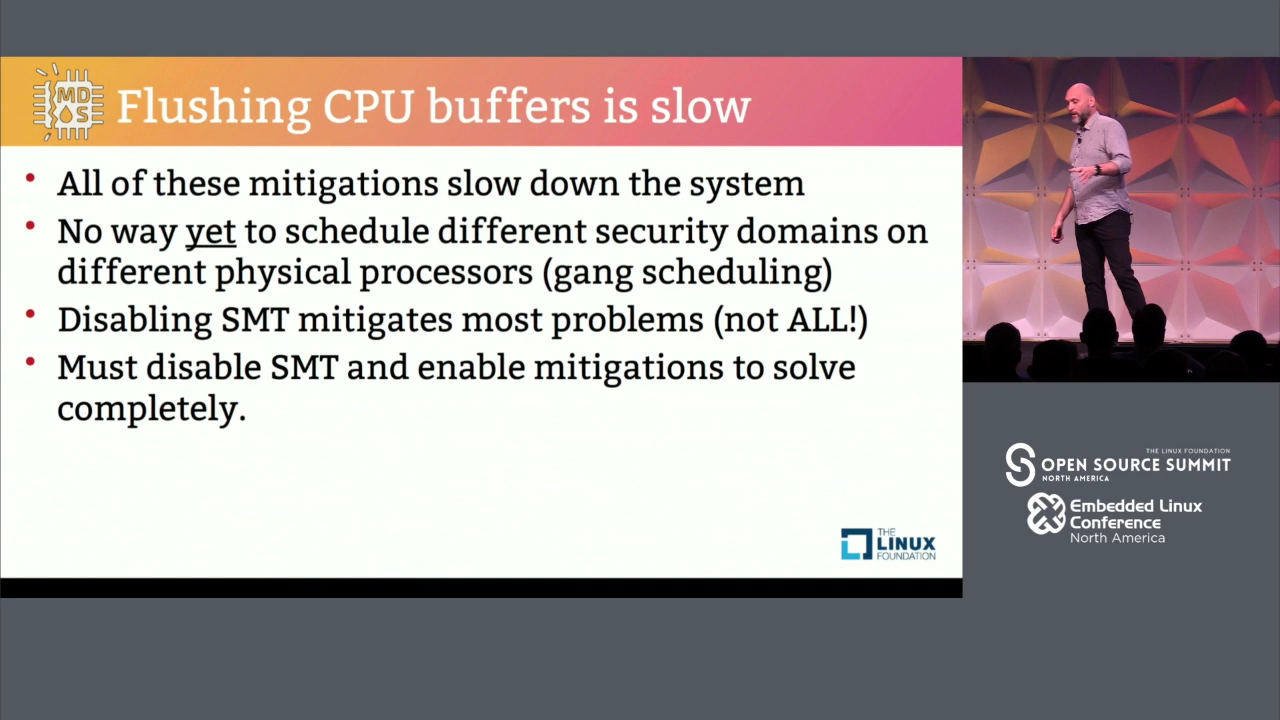 MD
S
Flushing CPU buffers is slow
All of these mitigations slow down the system
No way yet to schedule different security domains on
different physical processors (gang scheduling)
Disabling SMT mitigates most problems (not ALL!)
Must disable SMT and enable mitigations to solve
completely.
THE
LINUX
FOUNDATION
THE LINUX FOUNDATION
OPEN SOURCE SUMMIT
NORTH AMERICA
Embedded Linux
Conference
North America